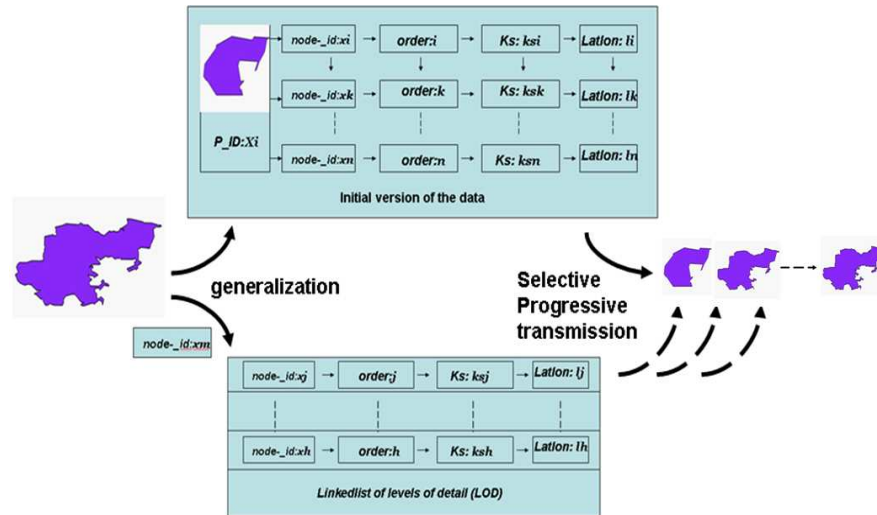 node-_id:xi order:i Ks: ksi Lation: li
node-_id:xk order:k Ks: ksk Lation: lk
P_ID:Xi
node-_id:xn order:n Ks: ksn Lation: ln
Initial version of the data
generalization
Selective
Progressive
transmission
node-_id:xm
node-_id:xj order:j Ks: ksj Lation: lj
node-_id:xh order:h Ks: ksh Lation: lh
Linkedlist of levels of detail (LOD)